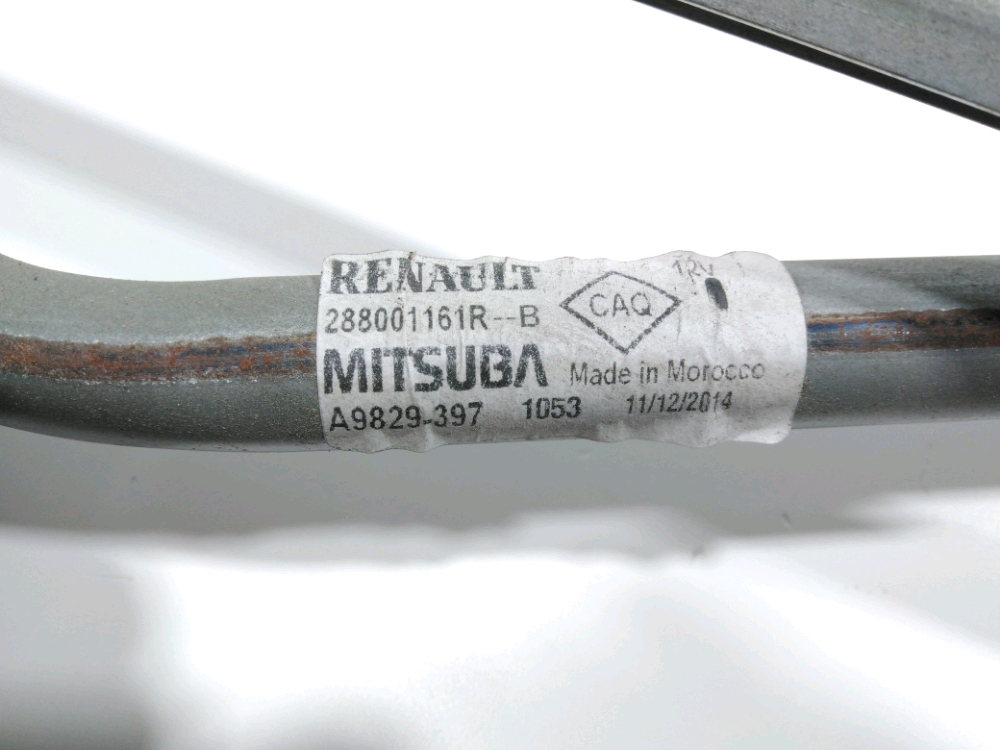 RENAULT
288001161R--B
CAQ
12V
MITSUBA
Made in Morocco
A9829-397 1053 11/12/2014